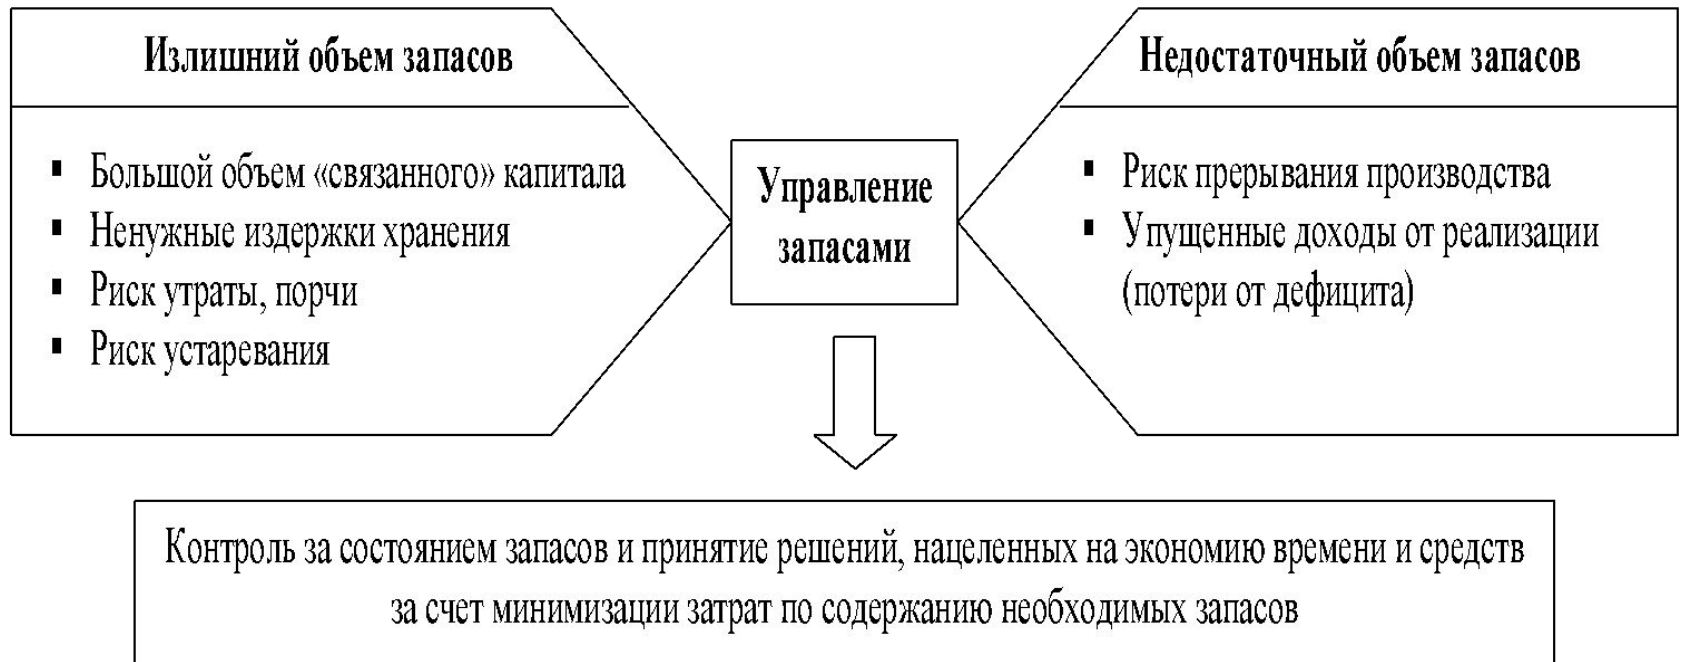 Излишний объем запасов
▪ Большой объем «связанного» капитала
▪ Ненужные издержки хранения
▪ Риск утраты, порчи
▪ Риск устаревания
Управление
запасами
Недостаточный объем запасов
▪ Риск прерывания производства
▪ Упущенные доходы от реализации
(потери от дефицита)
Контроль за состоянием запасов и принятие решений, нацеленных на экономию времени и средств
за счет минимизации затрат по содержанию необходимых запасов